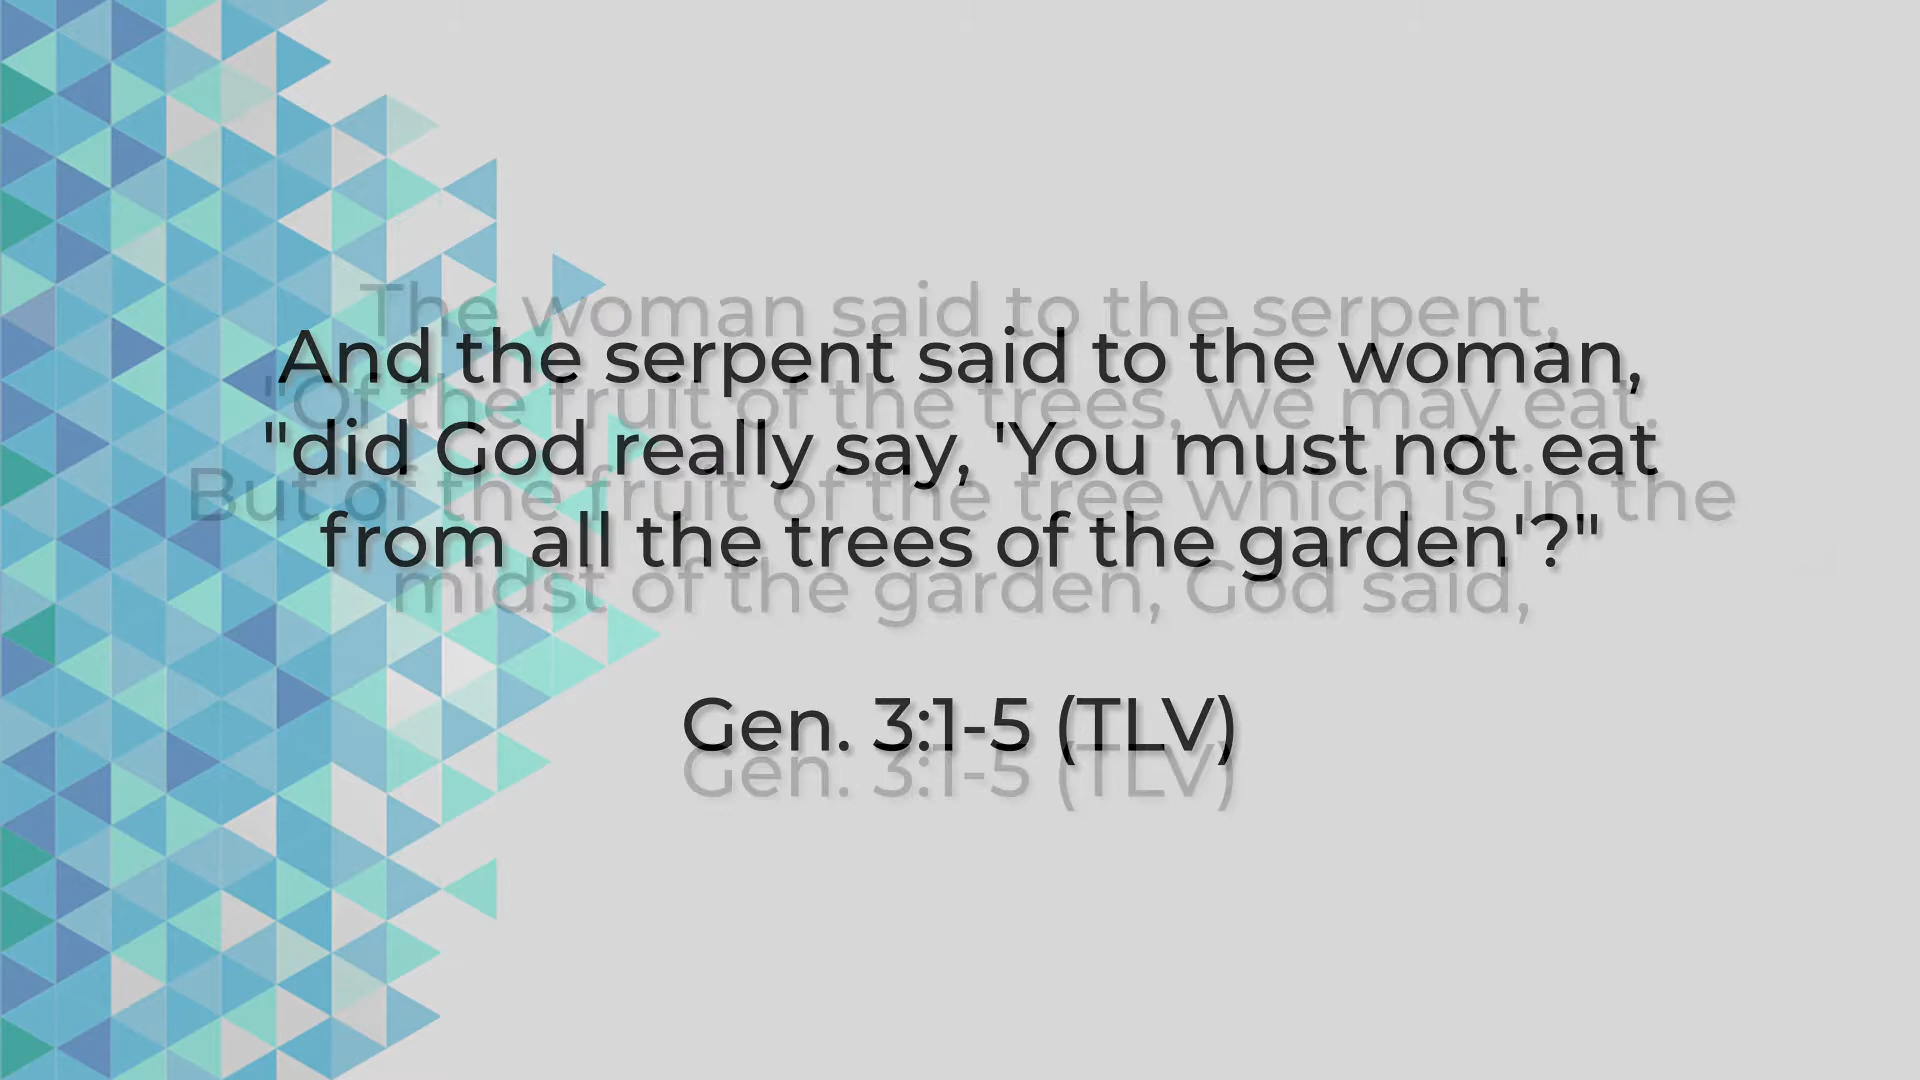 And the serpent said to the woman,
"did God really say, 'You must not eat
from all the trees of the garden'?"
Gen. 3:1-5 (TLV)
The woman said to the serpent,
"Of the fruit of the trees, we may eat.
But of the fruit of the tree which is in the
midst of the garden, God said,
Gen. 3:1-5 (TLV)